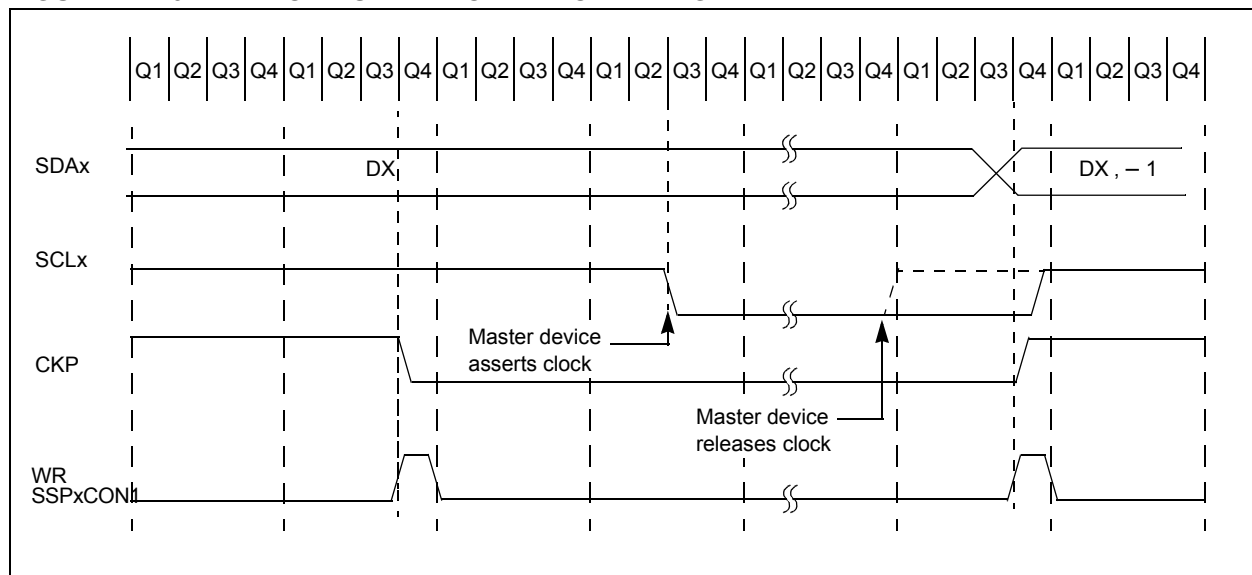 Q1 Q2 Q3 Q4 Q1 Q2 Q3 Q4 Q1 Q2 Q3 Q4 Q1 Q2 Q3 Q4 Q1 Q2 Q3 Q4 Q1 Q2 Q3 Q4 Q1 Q2 Q3 Q4
SDAx
DX
DX , – 1
SCLx
Master device
asserts clock
CKP
Master device
releases clock
WR
SSPxCON1